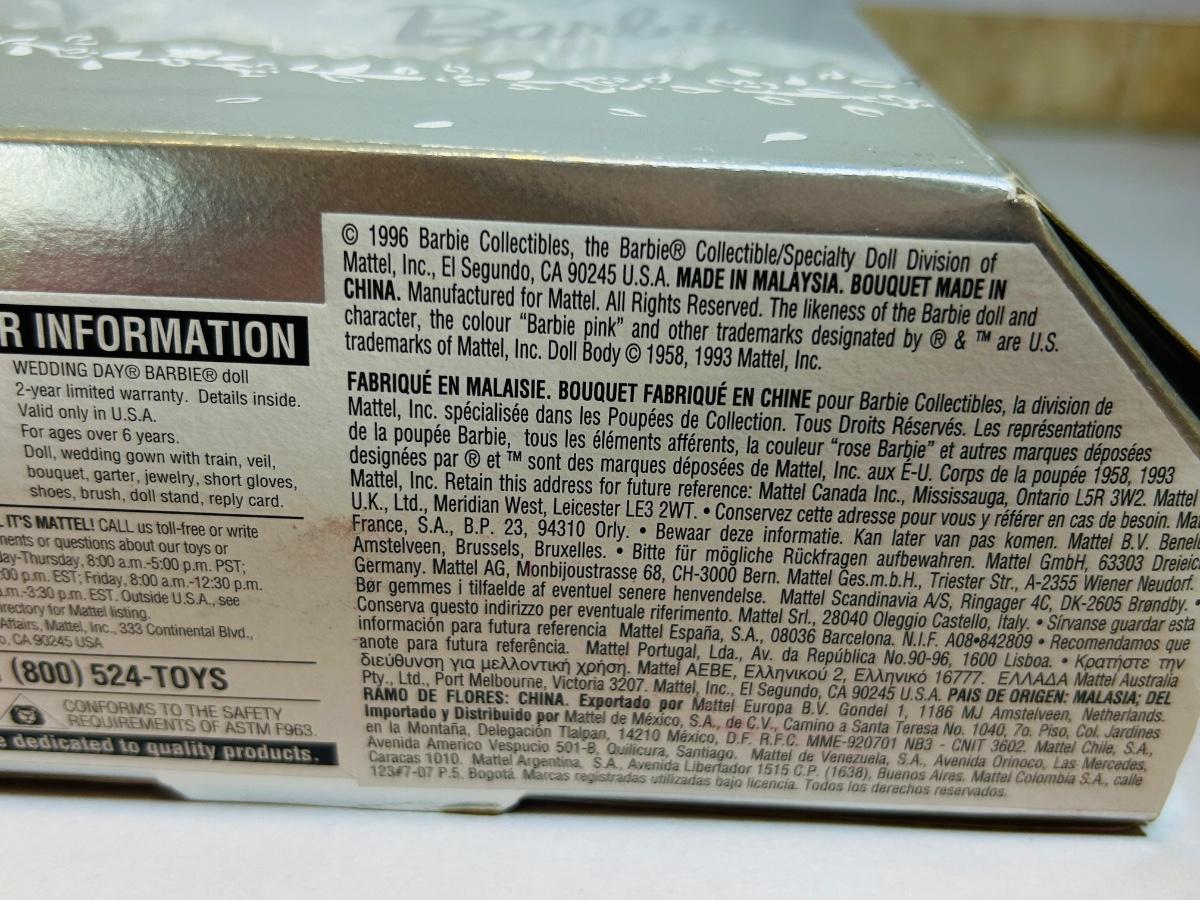 Barbie
© 1996 Barbie Collectibles, the Barbie® Collectible/Specialty Doll Division of
Mattel, Inc., El Segundo, CA 90245 U.S.A. MADE IN MALAYSIA. BOUQUET MADE IN
CHINA. Manufactured for Mattel. All Rights Reserved. The likeness of the Barbie doll and
character, the colour “Barbie pink” and other trademarks designated by ® & ™ are U.S.
trademarks of Mattel, Inc. Doll Body © 1958, 1993 Mattel, Inc.
FABRIQUÉ EN MALAISIE. BOUQUET FABRIQUÉ EN CHINE pour Barbie Collectibles, la division de
Mattel, Inc. spécialisée dans les Poupées de Collection. Tous Droits Réservés. Les représentations
de la poupée Barbie, tous les éléments afférents, la couleur “rose Barbie” et autres marques déposées
designées par ® et ™ sont des marques déposées de Mattel, Inc. aux É-U. Corps de la poupée 1958, 1993
Mattel, Inc. Retain this address for future reference: Mattel Canada Inc., Mississauga, Ontario L5R 3W2. Mattel
U.K., Ltd., Meridian West, Leicester LE3 2WT. • Conservez cette adresse pour vous y référer en cas de besoin. Mat
France, S.A., B.P. 23, 94310 Orly. • Bewaar deze informatie. Kan later van pas komen. Mattel B.V. Benelu
Amstelveen, Brussels, Bruxelles. • Bitte für mögliche Rückfragen aufbewahren. Mattel GmbH, 63303 Dreieic
Germany. Mattel AG, Monbijoustrasse 68, CH-3000 Bern. Mattel Ges.m.b.H., Triester Str., A-2355 Wiener Neudorf. •
Bør gemmes i tilfaelde af eventuel senere henvendelse. Mattel Scandinavia A/S, Ringager 4C, DK-2605 Brøndby. •
Conserva questo indirizzo per eventuale riferimento. Mattel Srl., 28040 Oleggio Castello, Italy. • Sírvanse guardar esta
información para futura referencia Mattel España, S.A., 08036 Barcelona. N.I.F. A08•842809 • Recomendamos que
anote para futura referência. Mattel Portugal, Lda., Av. da República No.90-96, 1600 Lisboa. • Κρατήστε την
διεύθυνση για μελλοντική χρήση. Mattel AEBE, Ελληνικού 2, Ελληνικό 16777. ΕΛΛΑΔΑ Mattel Australia
Pty., Ltd., Port Melbourne, Victoria 3207. Mattel, Inc., El Segundo, CA 90245 U.S.A. PAIS DE ORIGEN: MALASIA; DEL
RAMO DE FLORES: CHINA. Exportado por Mattel Europa B.V. Gondel 1, 1186 MJ Amstelveen, Netherlands.
Importado y Distribuido por Mattel de México, S.A., de C.V., Camino a Santa Teresa No. 1040, 7o. Piso, Col. Jardines
en la Montaña, Delegación Tlalpan, 14210 México, D.F. R.F.C. MME-920701 NB3 - CNIT 3602. Mattel Chile, S.A.,
Avenida Americo Vespucio 501-B, Quilicura, Santiago. Mattel de Venezuela, S.A., Avenida Orinoco, Las Mercedes,
Caracas 1010. Mattel Argentina, S.A., Avenida Libertador 1515 C.P. (1638), Buenos Aires. Mattel Colombia S.A., calle
123#7-07 P.5. Bogotá. Marcas registradas utilizadas bajo licencia. Todos los derechos reservados.
R INFORMATION
WEDDING DAY® BARBIE® doll
2-year limited warranty. Details inside.
Valid only in U.S.A.
For ages over 6 years.
Doll, wedding gown with train, veil,
bouquet, garter, jewelry, short gloves,
shoes, brush, doll stand, reply card.
IT'S MATTEL! CALL us toll-free or write
ments or questions about our toys or
day-Thursday, 8:00 a.m.-5:00 p.m. PST;
:00 p.m. EST; Friday, 8:00 a.m.-12:30 p.m.
a.m.-3:30 p.m. EST. Outside U.S.A., see
irectory for Mattel listing.
Affairs, Mattel, Inc., 333 Continental Blvd.,
o, CA 90245 USA
(800) 524-TOYS
CONFORMS TO THE SAFETY
REQUIREMENTS OF ASTM F963.
e dedicated to quality products.